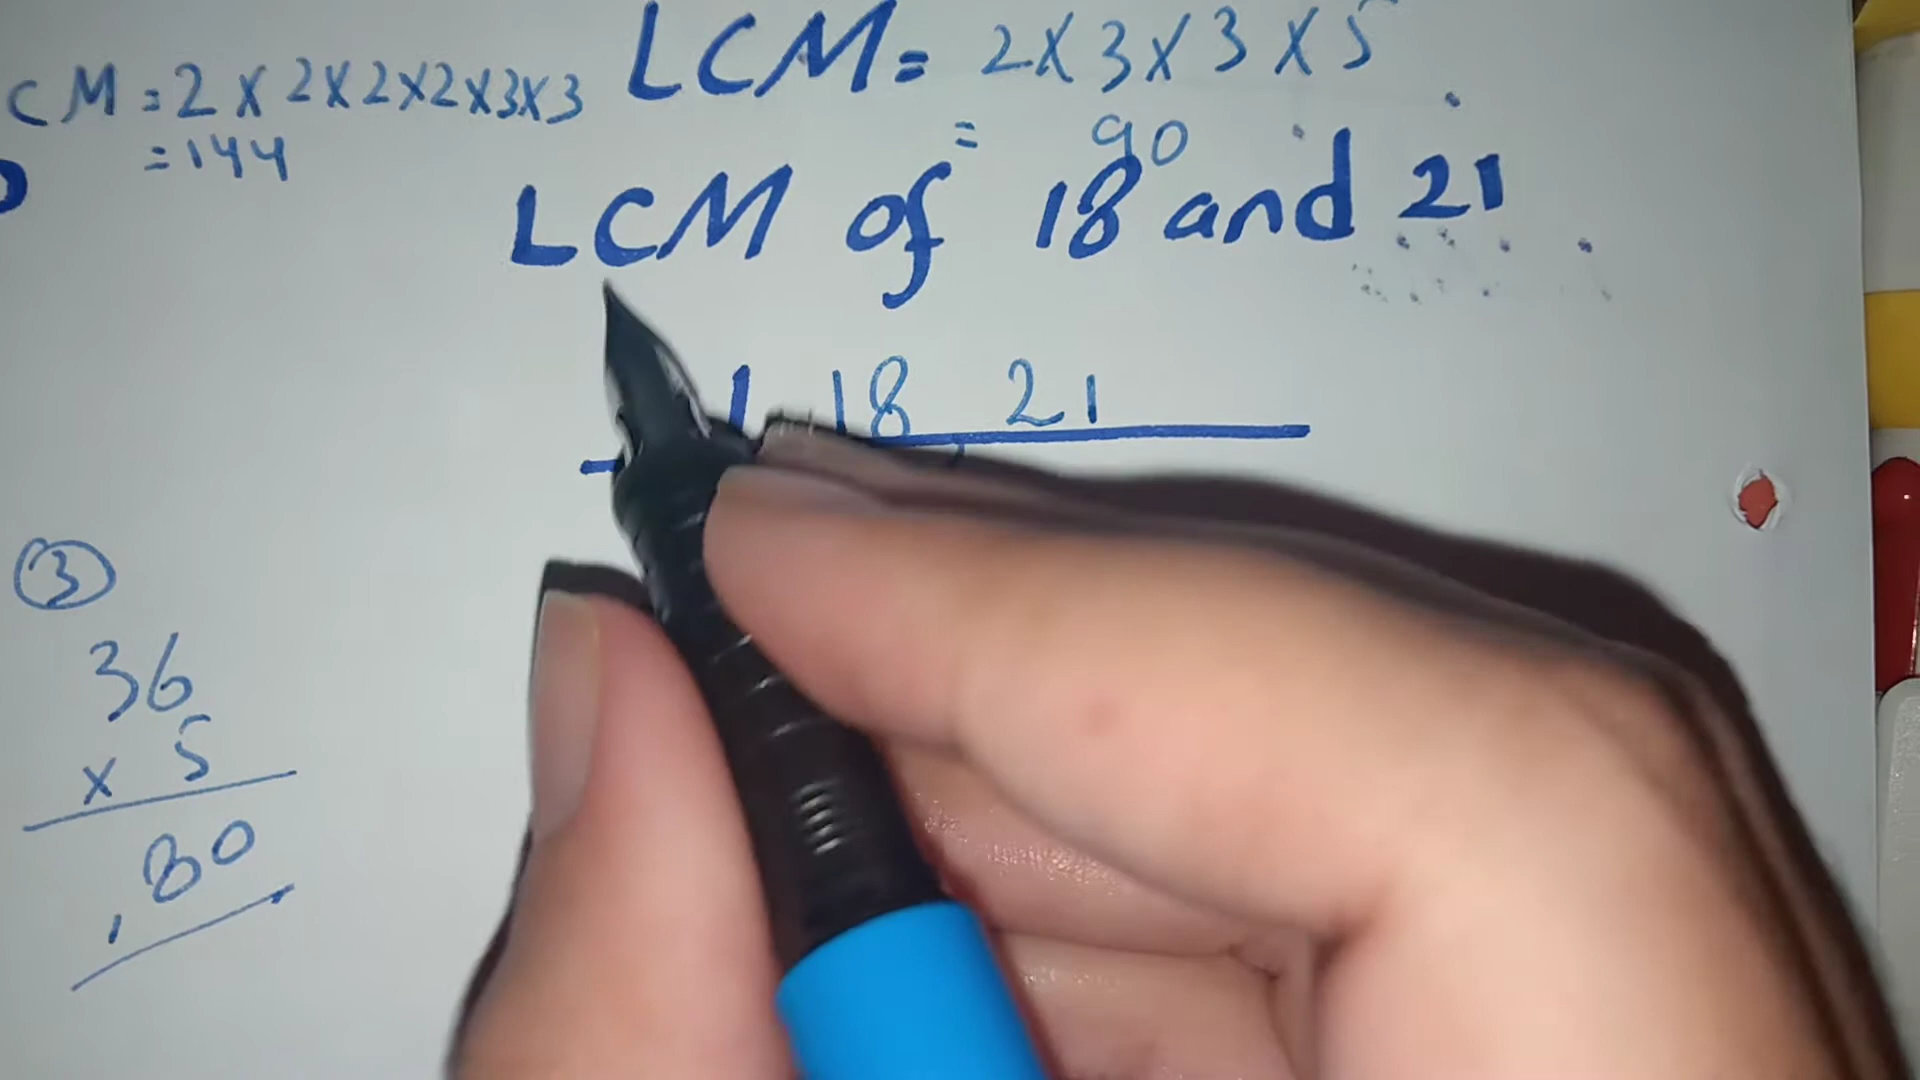 LCM = 2 X 3 X 3 X 5
= 90
CM = 2 X 2 X 2 X 2 X 3 X 3
= 144
LCM of 18 and 21
18 21
3
36
x 5
180